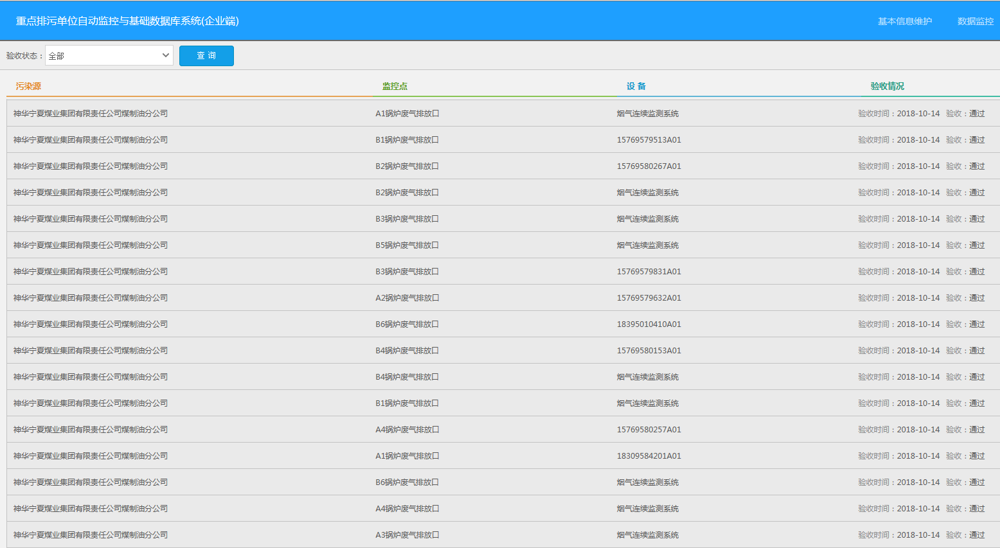 重点排污单位自动监控与基础数据库系统(企业端) 基本信息维护 数据监控
验收状态： 全部 查 询
污染源 监控点 设 备 验收情况
神华宁夏煤业集团有限责任公司煤制油分公司 A1锅炉废气排放口 烟气连续监测系统 验收时间：2018-10-14 验收：通过
神华宁夏煤业集团有限责任公司煤制油分公司 B1锅炉废气排放口 15769579513A01 验收时间：2018-10-14 验收：通过
神华宁夏煤业集团有限责任公司煤制油分公司 B2锅炉废气排放口 15769580267A01 验收时间：2018-10-14 验收：通过
神华宁夏煤业集团有限责任公司煤制油分公司 B2锅炉废气排放口 烟气连续监测系统 验收时间：2018-10-14 验收：通过
神华宁夏煤业集团有限责任公司煤制油分公司 B3锅炉废气排放口 烟气连续监测系统 验收时间：2018-10-14 验收：通过
神华宁夏煤业集团有限责任公司煤制油分公司 B5锅炉废气排放口 烟气连续监测系统 验收时间：2018-10-14 验收：通过
神华宁夏煤业集团有限责任公司煤制油分公司 B3锅炉废气排放口 15769579831A01 验收时间：2018-10-14 验收：通过
神华宁夏煤业集团有限责任公司煤制油分公司 A2锅炉废气排放口 15769579632A01 验收时间：2018-10-14 验收：通过
神华宁夏煤业集团有限责任公司煤制油分公司 B6锅炉废气排放口 18395010410A01 验收时间：2018-10-14 验收：通过
神华宁夏煤业集团有限责任公司煤制油分公司 B4锅炉废气排放口 15769580153A01 验收时间：2018-10-14 验收：通过
神华宁夏煤业集团有限责任公司煤制油分公司 B4锅炉废气排放口 烟气连续监测系统 验收时间：2018-10-14 验收：通过
神华宁夏煤业集团有限责任公司煤制油分公司 B1锅炉废气排放口 烟气连续监测系统 验收时间：2018-10-14 验收：通过
神华宁夏煤业集团有限责任公司煤制油分公司 A4锅炉废气排放口 15769580257A01 验收时间：2018-10-14 验收：通过
神华宁夏煤业集团有限责任公司煤制油分公司 A1锅炉废气排放口 18309584201A01 验收时间：2018-10-14 验收：通过
神华宁夏煤业集团有限责任公司煤制油分公司 B6锅炉废气排放口 烟气连续监测系统 验收时间：2018-10-14 验收：通过
神华宁夏煤业集团有限责任公司煤制油分公司 A4锅炉废气排放口 烟气连续监测系统 验收时间：2018-10-14 验收：通过
神华宁夏煤业集团有限责任公司煤制油分公司 A3锅炉废气排放口 烟气连续监测系统 验收时间：2018-10-14 验收：通过